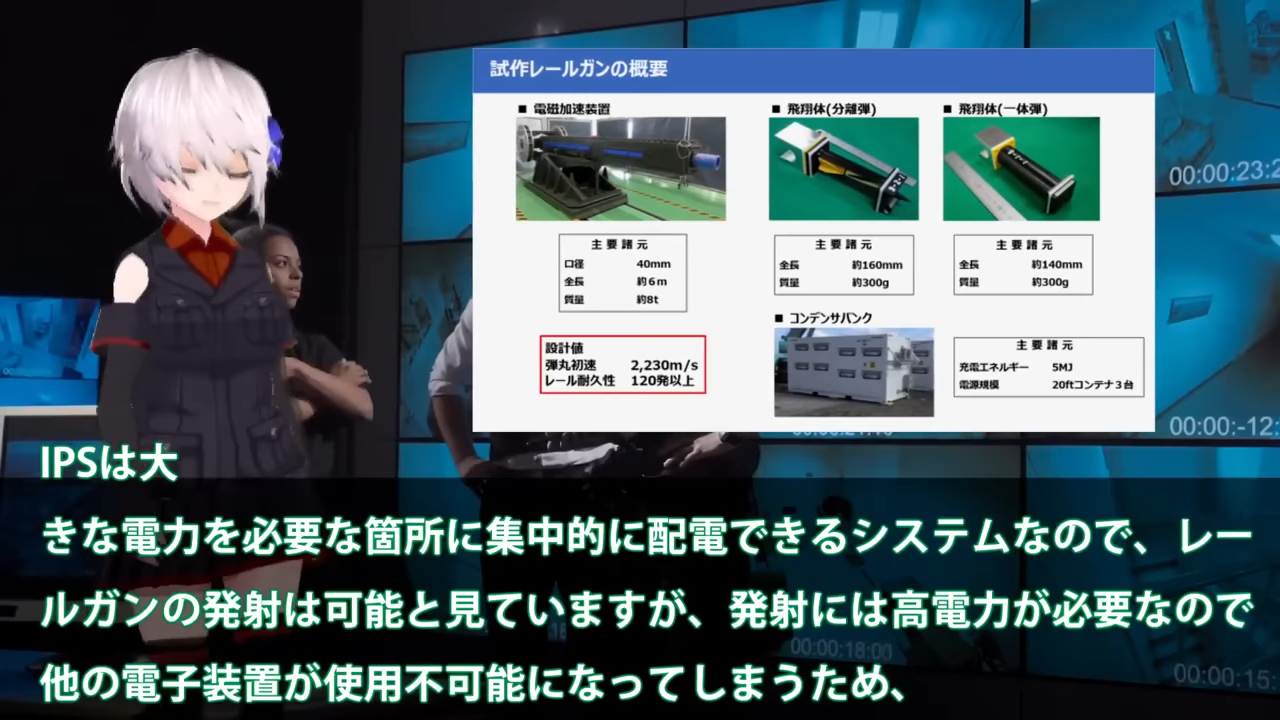 試作レールガンの概要
■ 電磁加速装置
■ 飛翔体(分離弾)
■ 飛翔体(一体弾)
主要諸元
口径 40mm
全長 約6m
質量 約8t
主要諸元
全長 約160mm
質量 約300g
主要諸元
全長 約140mm
質量 約300g
設計値
弾丸初速 2,230m/s
レール耐久性 120発以上
■ コンデンサバンク
主要諸元
充電エネルギー 5MJ
電源規模 20ftコンテナ3台
00:00:23:2
00:00:-12:
IPSは大
きな電力を必要な箇所に集中的に配電できるシステムなので、レー
ルガンの発射は可能と見ていますが、発射には高電力が必要なので
他の電子装置が使用不可能になってしまうため、
00:00:18:00
00:00:15: